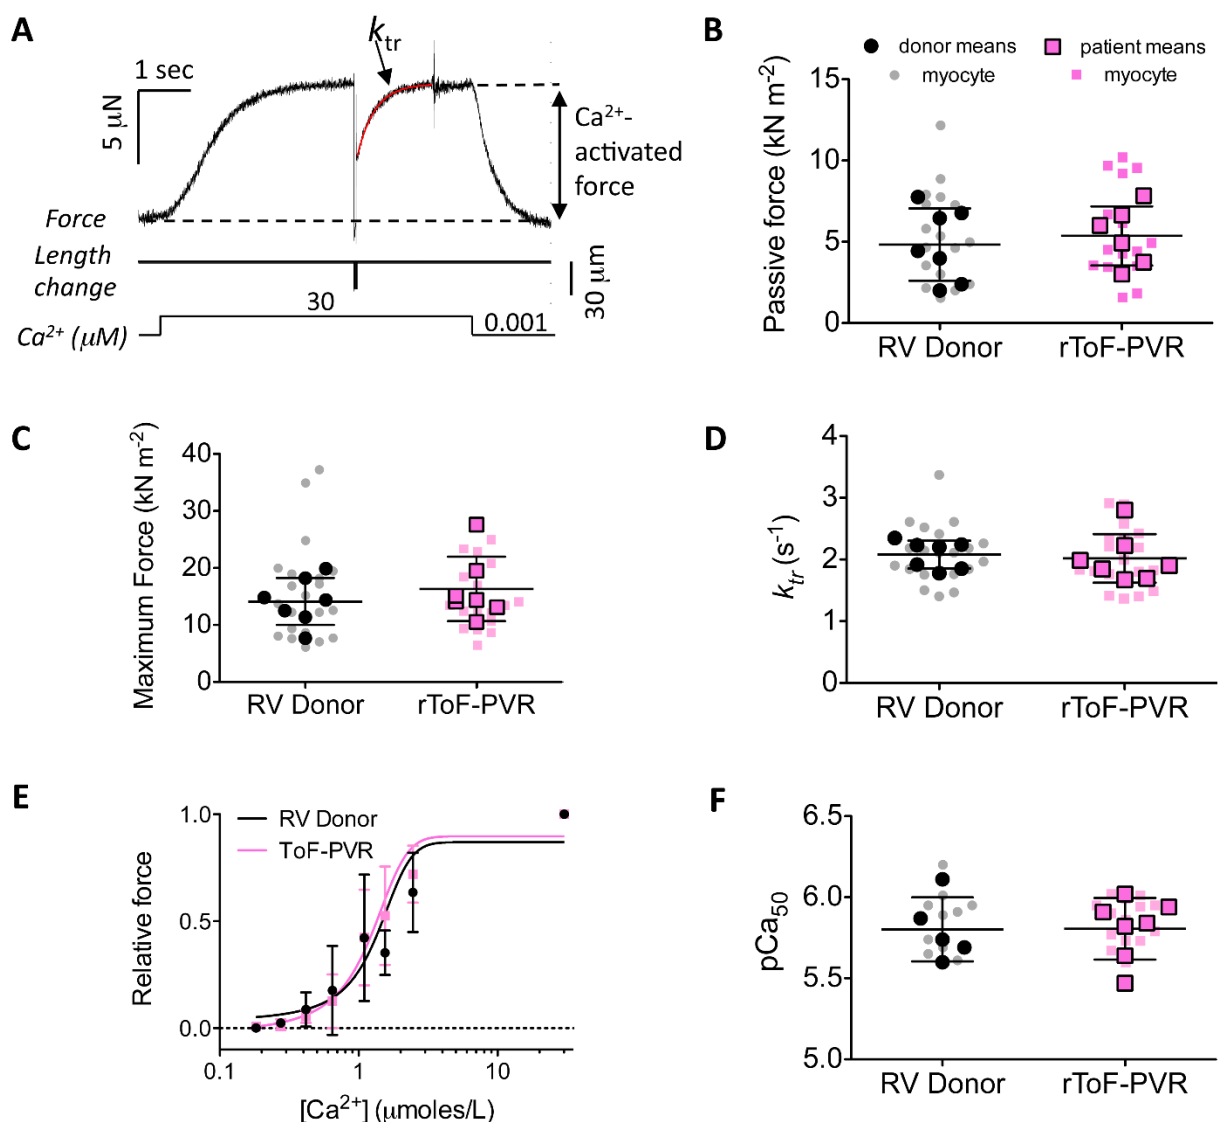 A
k_tr
1 sec
5 μN
Ca²⁺-
activated
force
Force
Length
change
30 μm
30
Ca²⁺ (μM)
0.001
B
donor means
patient means
myocyte
myocyte
Passive force (kN m⁻²)
15
10
5
0
RV Donor
rToF-PVR
C
Maximum Force (kN m⁻²)
40
30
20
10
0
RV Donor
rToF-PVR
D
k_tr (s⁻¹)
4
3
2
1
0
RV Donor
rToF-PVR
E
Relative force
1.0
0.5
0.0
RV Donor
ToF-PVR
0.1
1
10
[Ca²⁺] (μmoles/L)
F
pCa₅₀
6.5
6.0
5.5
5.0
RV Donor
rToF-PVR